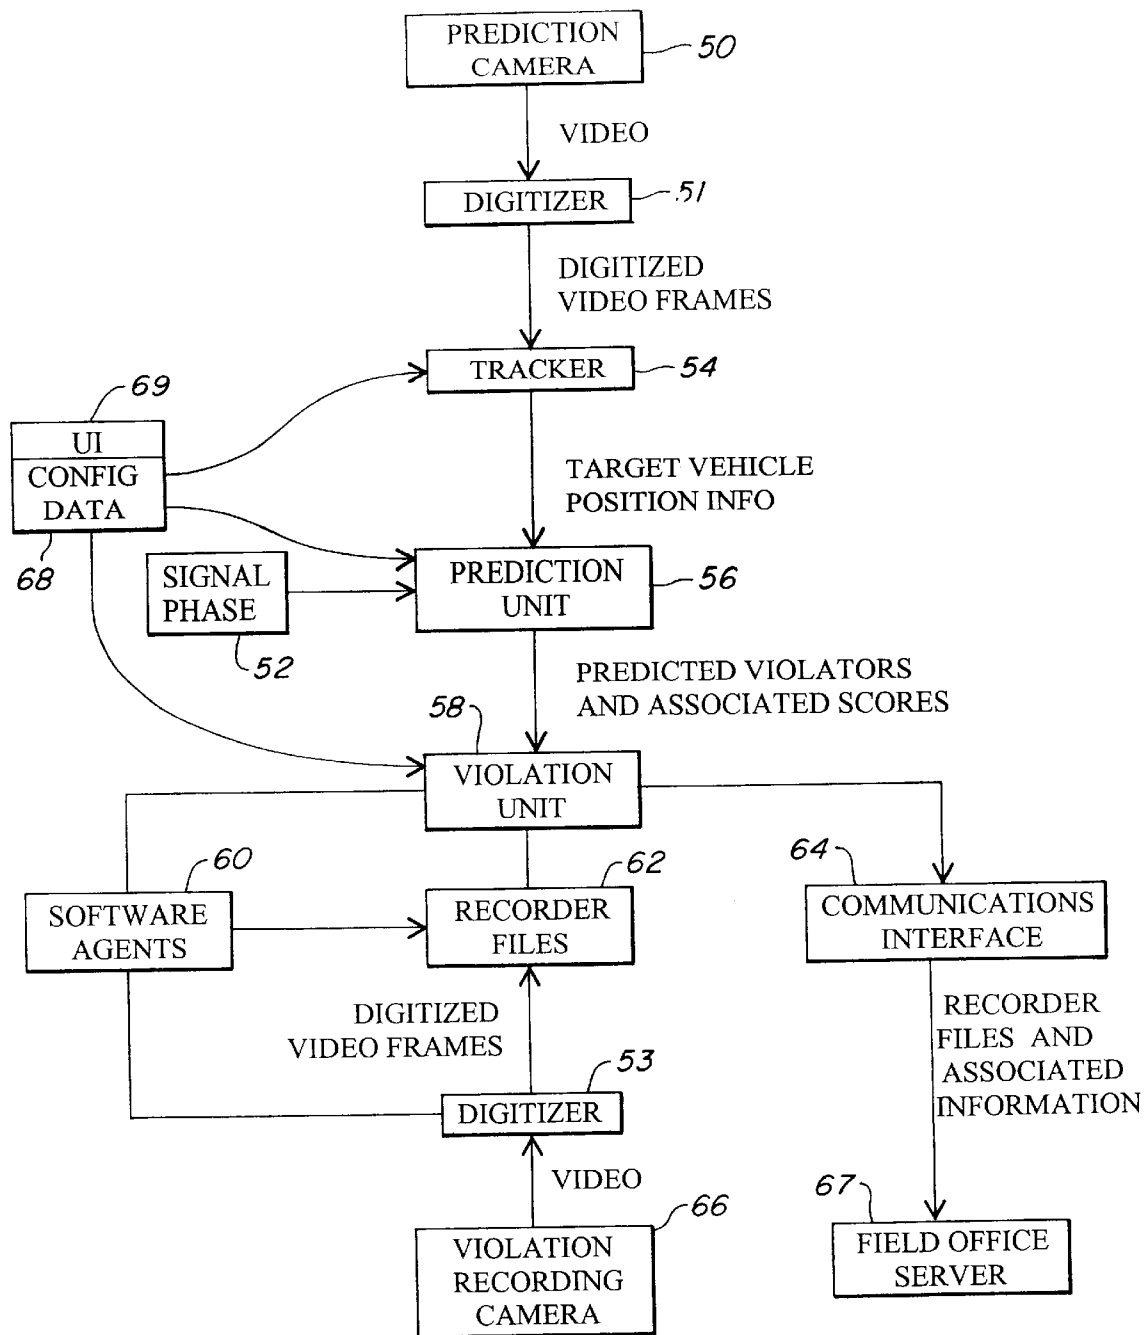 PREDICTION
CAMERA
50
VIDEO
DIGITIZER
51
DIGITIZED
VIDEO FRAMES
TRACKER
54
69
UI
CONFIG
DATA
68
TARGET VEHICLE
POSITION INFO
SIGNAL
PHASE
52
PREDICTION
UNIT
56
PREDICTED VIOLATORS
AND ASSOCIATED SCORES
58
VIOLATION
UNIT
60
SOFTWARE
AGENTS
62
RECORDER
FILES
64
COMMUNICATIONS
INTERFACE
DIGITIZED
VIDEO FRAMES
RECORDER
FILES AND
ASSOCIATED
INFORMATION
53
DIGITIZER
VIDEO
66
VIOLATION
RECORDING
CAMERA
67
FIELD OFFICE
SERVER